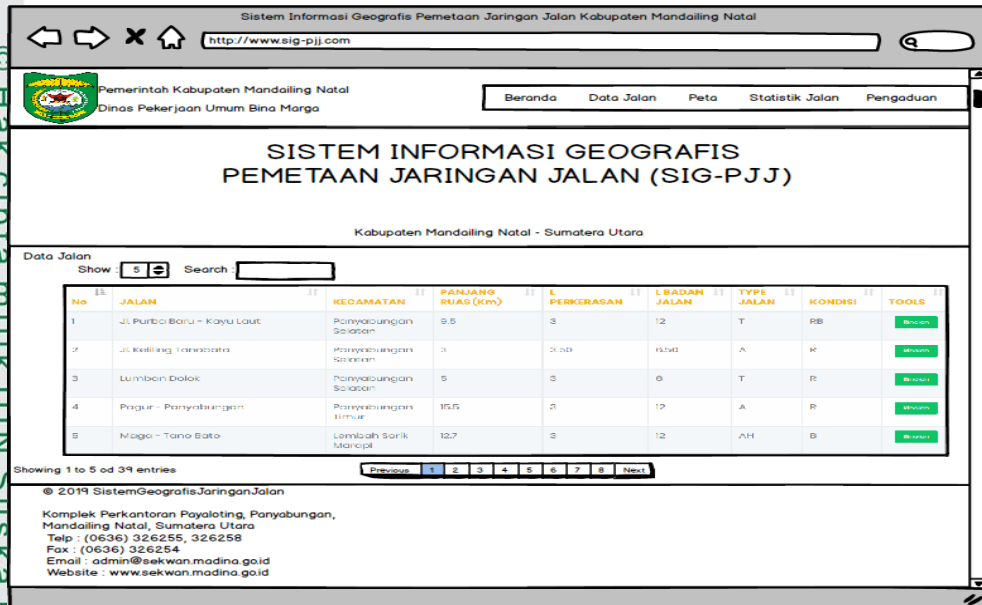 Sistem Informasi Geografis Pemetaan Jaringan Jalan Kabupaten Mandailing Natal
http://www.sig-pjj.com
Pemerintah Kabupaten Mandailing Natal
Dinas Pekerjaan Umum Bina Marga
Beranda Data Jalan Peta Statistik Jalan Pengaduan
SISTEM INFORMASI GEOGRAFIS
PEMETAAN JARINGAN JALAN (SIG-PJJ)
Kabupaten Mandailing Natal - Sumatera Utara
Data Jalan
Show : 5 Search :
No JALAN KECAMATAN PANJANG RUAS (Km) L PERKERASAN L BADAN JALAN TYPE JALAN KONDISI TOOLS
1 Jl. Purba Baru - Kayu Laut Panyabungan Selatan 9.5 3 12 T RB
2 Jl. Keliling Tanobato Panyabungan Selatan 3 3.50 6.50 A R
3 Lumban Dolok Panyabungan Selatan 5 3 6 T R
4 Pagur - Panyabungan Panyabungan Timur 15.5 3 12 A R
5 Maga - Tano Bato Lembah Sorik Marapi 12.7 3 12 AH B
Showing 1 to 5 od 39 entries
Previous 1 2 3 4 5 6 7 8 Next
© 2019 SistemGeografisJaringanJalan
Komplek Perkantoran Payaloting, Panyabungan,
Mandailing Natal, Sumatera Utara
Telp : (0636) 326255, 326258
Fax : (0636) 326254
Email : admin@sekwan.madina.go.id
Website : www.sekwan.madina.go.id